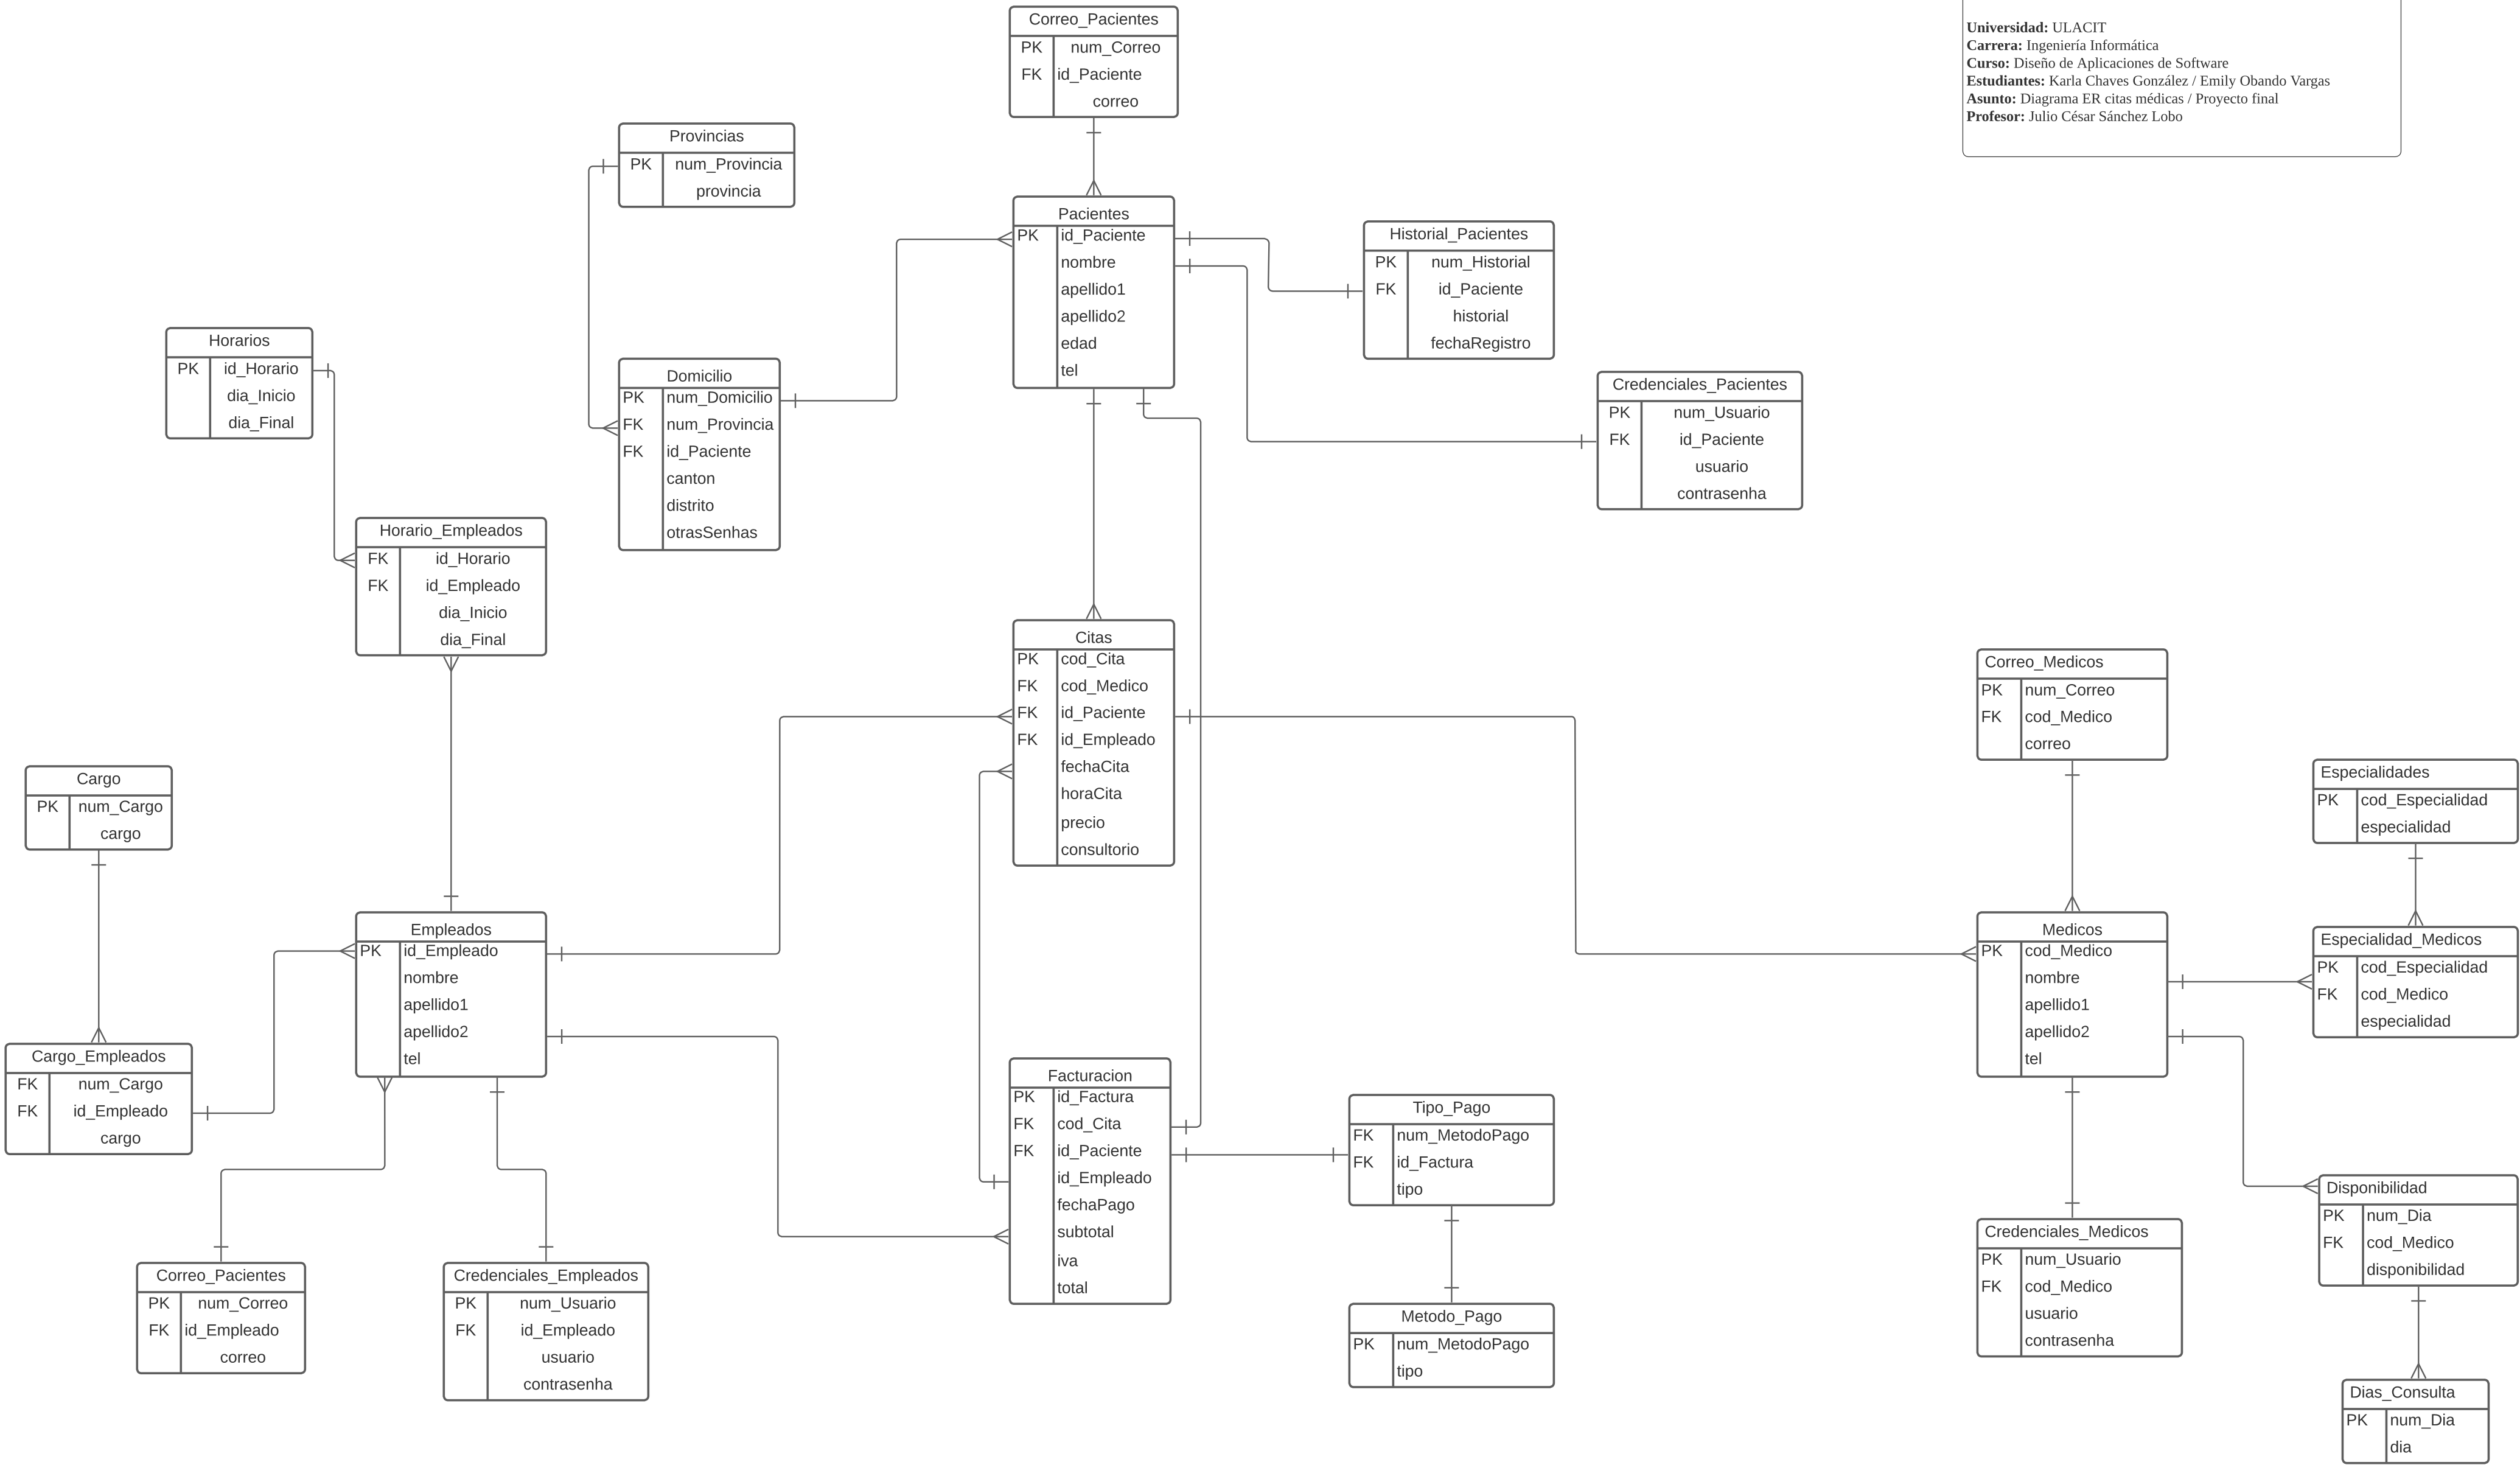 Universidad: ULACIT
Carrera: Ingeniería Informática
Curso: Diseño de Aplicaciones de Software
Estudiantes: Karla Chaves González / Emily Obando Vargas
Asunto: Diagrama ER citas médicas / Proyecto final
Profesor: Julio César Sánchez Lobo
Correo_Pacientes
PK num_Correo
FK id_Paciente
correo
Provincias
PK num_Provincia
provincia
Pacientes
PK id_Paciente
nombre
apellido1
apellido2
edad
tel
Historial_Pacientes
PK num_Historial
FK id_Paciente
historial
fechaRegistro
Credenciales_Pacientes
PK num_Usuario
FK id_Paciente
usuario
contrasenha
Horarios
PK id_Horario
dia_Inicio
dia_Final
Domicilio
PK num_Domicilio
FK num_Provincia
FK id_Paciente
canton
distrito
otrasSenhas
Horario_Empleados
FK id_Horario
FK id_Empleado
dia_Inicio
dia_Final
Citas
PK cod_Cita
FK cod_Medico
FK id_Paciente
FK id_Empleado
fechaCita
horaCita
precio
consultorio
Correo_Medicos
PK num_Correo
FK cod_Medico
correo
Especialidades
PK cod_Especialidad
especialidad
Cargo
PK num_Cargo
cargo
Empleados
PK id_Empleado
nombre
apellido1
apellido2
tel
Medicos
PK cod_Medico
nombre
apellido1
apellido2
tel
Especialidad_Medicos
PK cod_Especialidad
FK cod_Medico
especialidad
Cargo_Empleados
FK num_Cargo
FK id_Empleado
cargo
Facturacion
PK id_Factura
FK cod_Cita
FK id_Paciente
id_Empleado
fechaPago
subtotal
iva
total
Tipo_Pago
FK num_MetodoPago
FK id_Factura
tipo
Disponibilidad
PK num_Dia
FK cod_Medico
disponibilidad
Credenciales_Medicos
PK num_Usuario
FK cod_Medico
usuario
contrasenha
Correo_Pacientes
PK num_Correo
FK id_Empleado
correo
Credenciales_Empleados
PK num_Usuario
FK id_Empleado
usuario
contrasenha
Metodo_Pago
PK num_MetodoPago
tipo
Dias_Consulta
PK num_Dia
dia